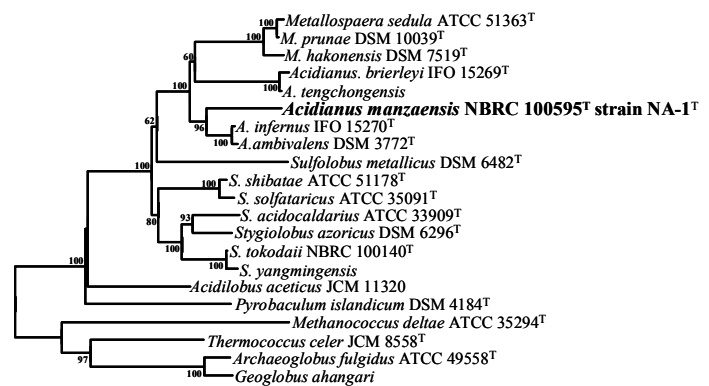 100 Metallospaera sedula ATCC 51363T
100 M. prunae DSM 10039T
M. hakonensis DSM 7519T
60
Acidianus. brierleyi IFO 15269T
100 A. tengchongensis
100
Acidianus manzaensis NBRC 100595T strain NA-1T
96 A. infernus IFO 15270T
62
100 A.ambivalens DSM 3772T
Sulfolobus metallicus DSM 6482T
100
S. shibatae ATCC 51178T
100
S. solfataricus ATCC 35091T
80
93 S. acidocaldarius ATCC 33909T
Stygiolobus azoricus DSM 6296T
100
S. tokodaii NBRC 100140T
100
S. yangmingensis
100
Acidilobus aceticus JCM 11320
Pyrobaculum islandicum DSM 4184T
Methanococcus deltae ATCC 35294T
Thermococcus celer JCM 8558T
97
Archaeoglobus fulgidus ATCC 49558T
100
Geoglobus ahangari